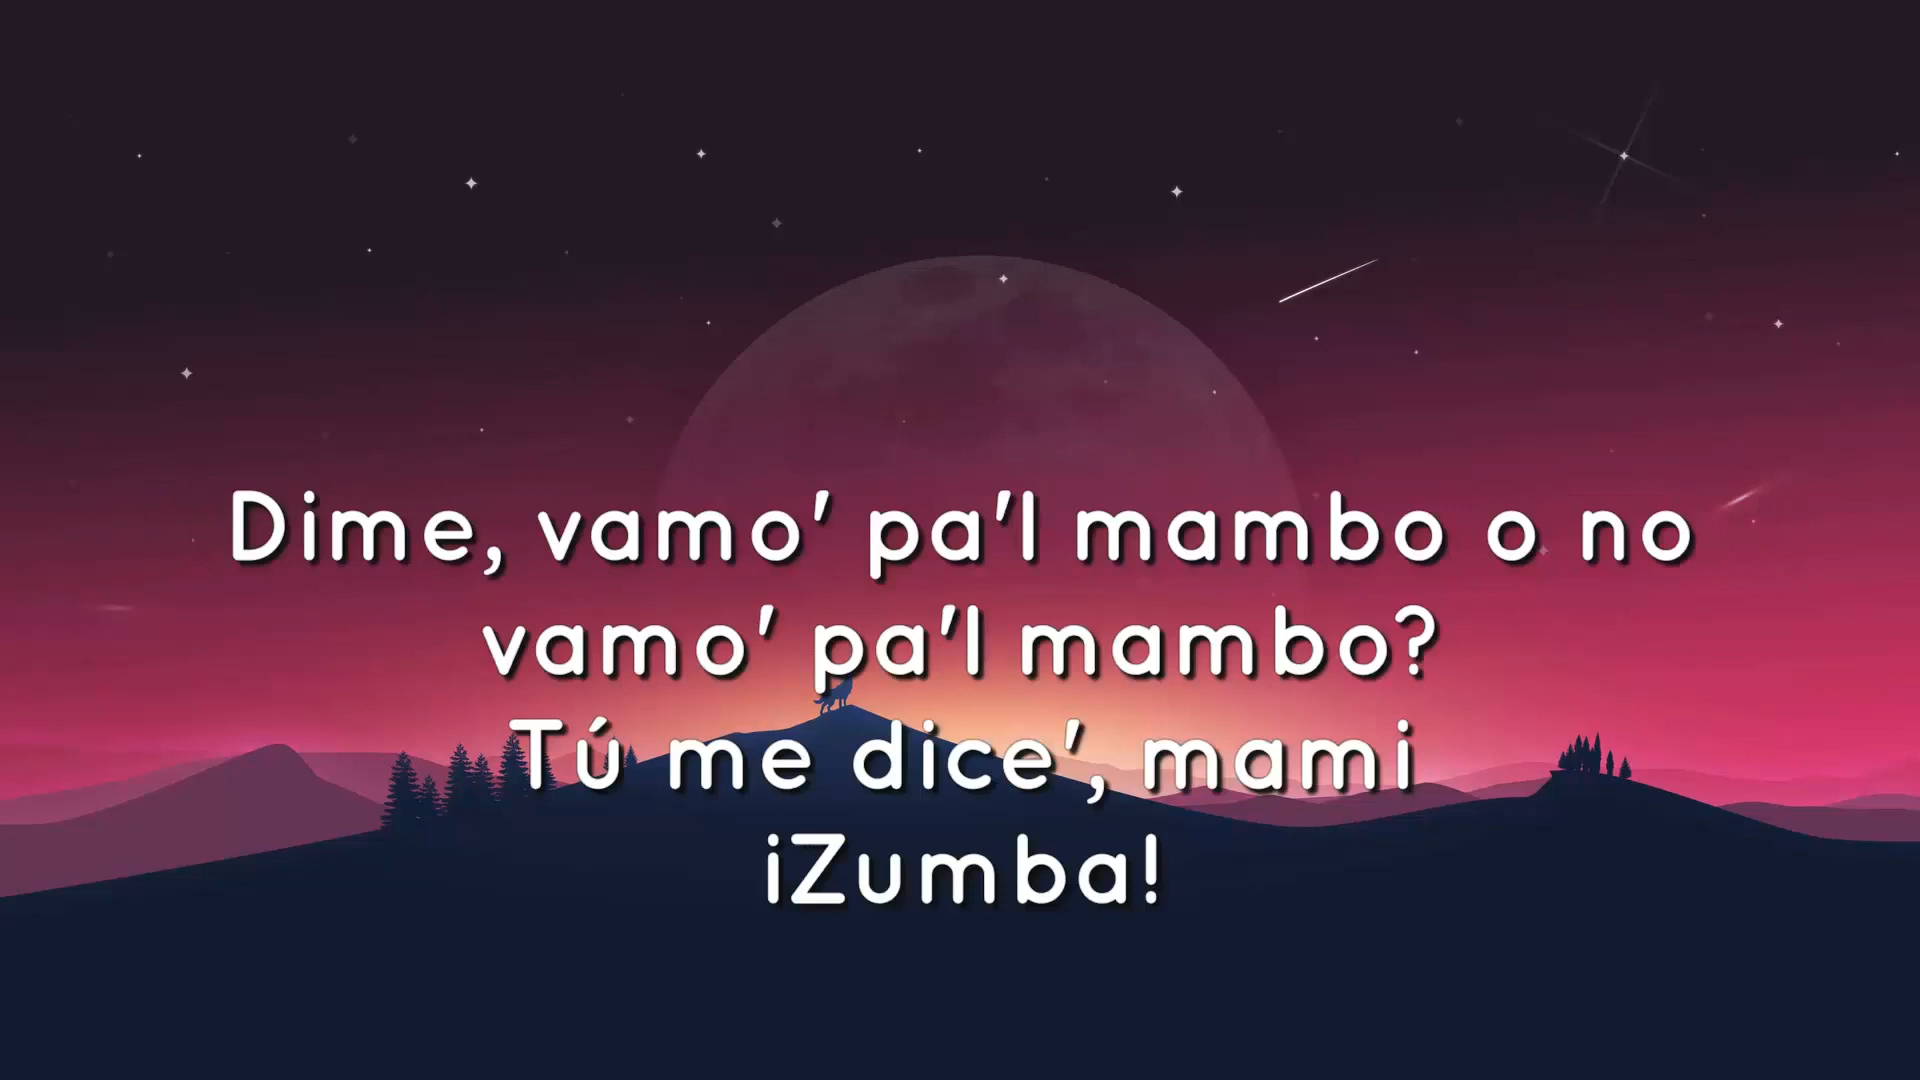 Dime, vamo' pa'l mambo o no
vamo' pa'l mambo?
Tú me dice', mami
¡Zumba!